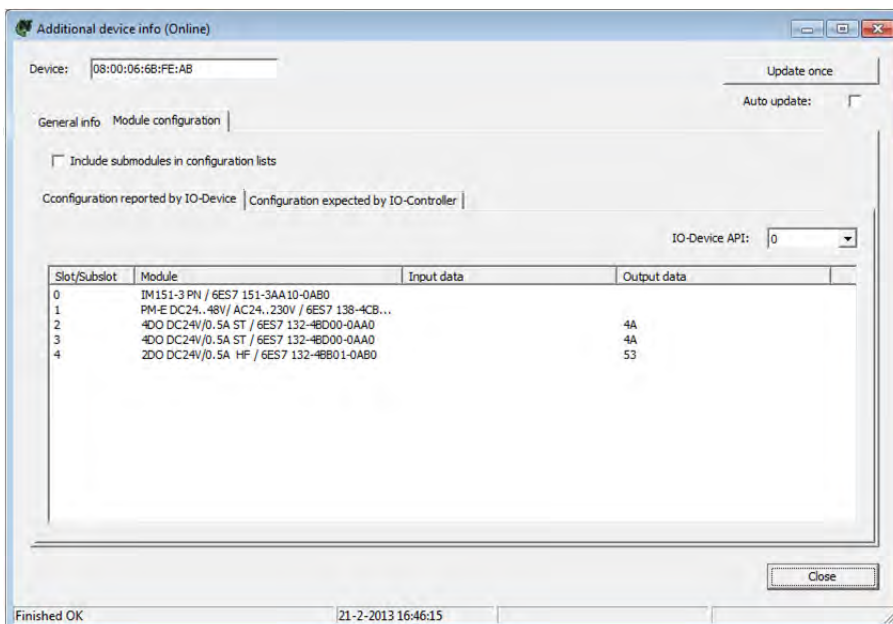 Additional device info (Online)
Device: 08:00:06:6B:FE:AB
Update once
Auto update:
General info Module configuration
Include submodules in configuration lists
Cconfiguration reported by IO-Device Configuration expected by IO-Controller
IO-Device API: 0
Slot/Subslot Module Input data Output data
0 IM151-3 PN / 6ES7 151-3AA10-0AB0
1 PM-E DC24..48V/ AC24..230V / 6ES7 138-4CB...
2 4DO DC24V/0.5A ST / 6ES7 132-4BD00-0AA0 4A
3 4DO DC24V/0.5A ST / 6ES7 132-4BD00-0AA0 4A
4 2DO DC24V/0.5A HF / 6ES7 132-4BB01-0AB0 53
Close
Finished OK 21-2-2013 16:46:15